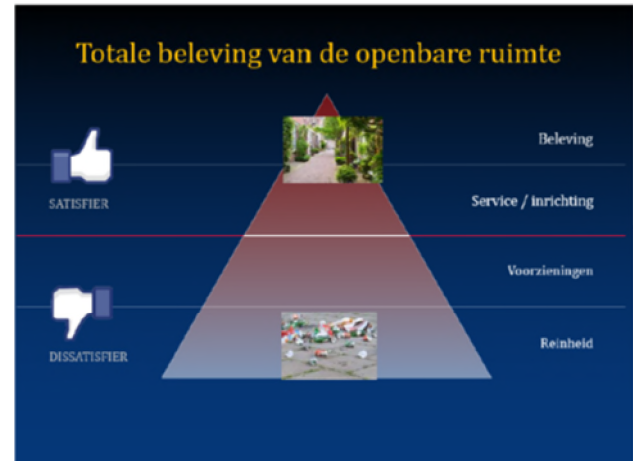 Totale beleving van de openbare ruimte
Beleving
SATISFIER
Service / inrichting
Voorzieningen
DISSATISFIER
Reinheid